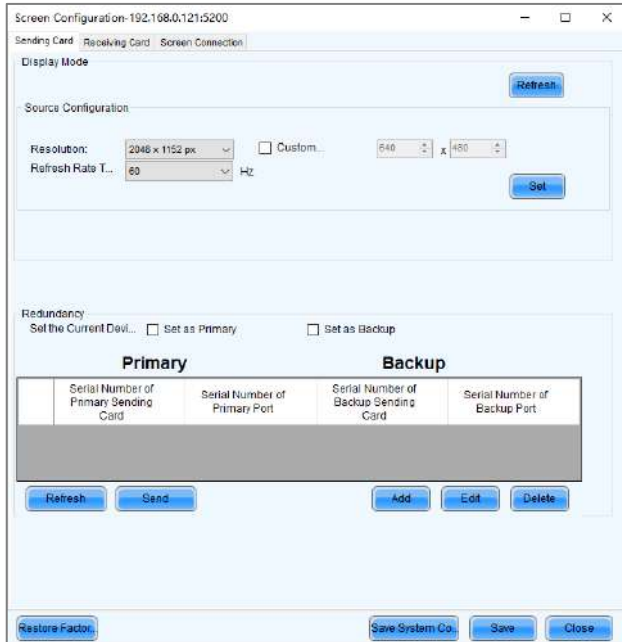 Screen Configuration-192.168.0.121:5200
Sending Card Receiving Card Screen Connection
Display Mode
Refresh
Source Configuration
Resolution: 2048 x 1152 px Custom... 640 x 480
Refresh Rate T... 60 Hz
Set
Redundancy
Set the Current Devi... Set as Primary Set as Backup
Primary Backup
Serial Number of Primary Sending Card Serial Number of Primary Port Serial Number of Backup Sending Card Serial Number of Backup Port
Refresh Send Add Edit Delete
Restore Factor.. Save System Co.. Save Close